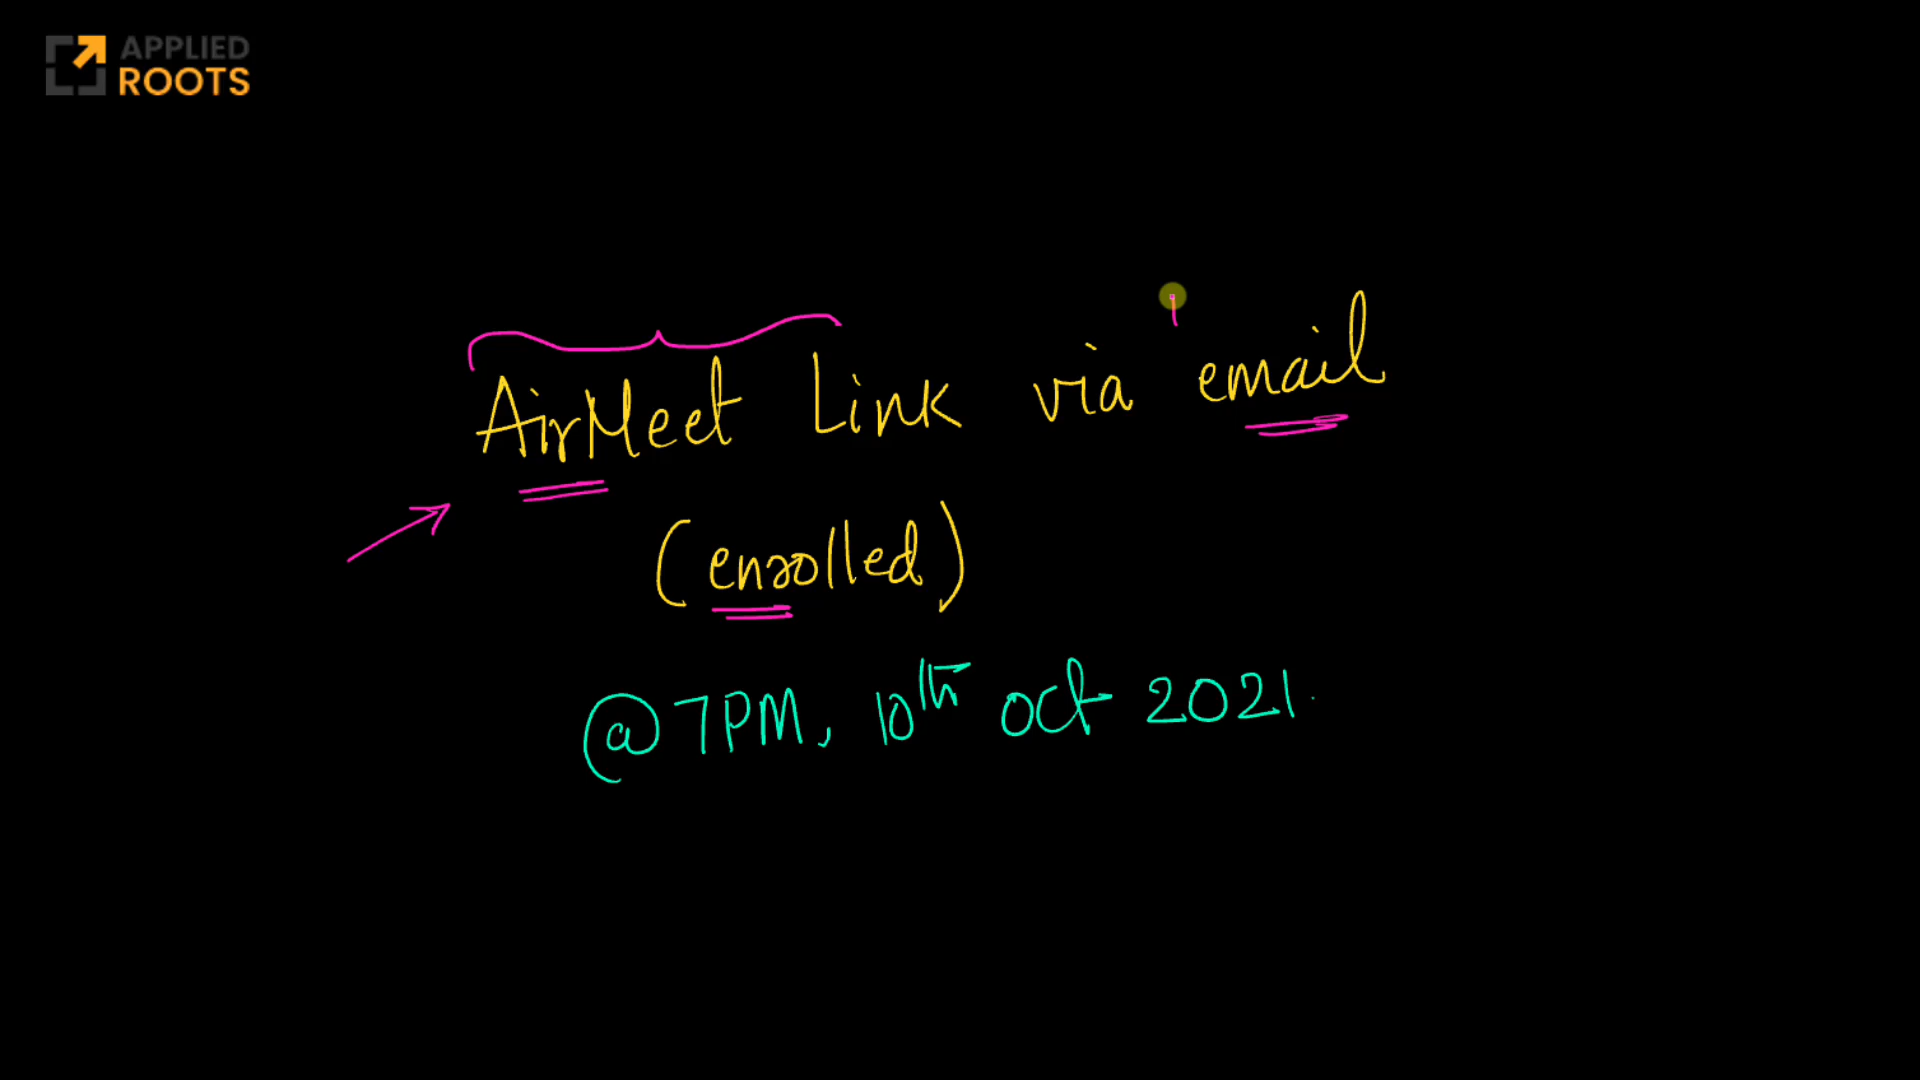 APPLIED
ROOTS
AirMeet Link via email
(enrolled)
@7PM, 10th Oct 2021.